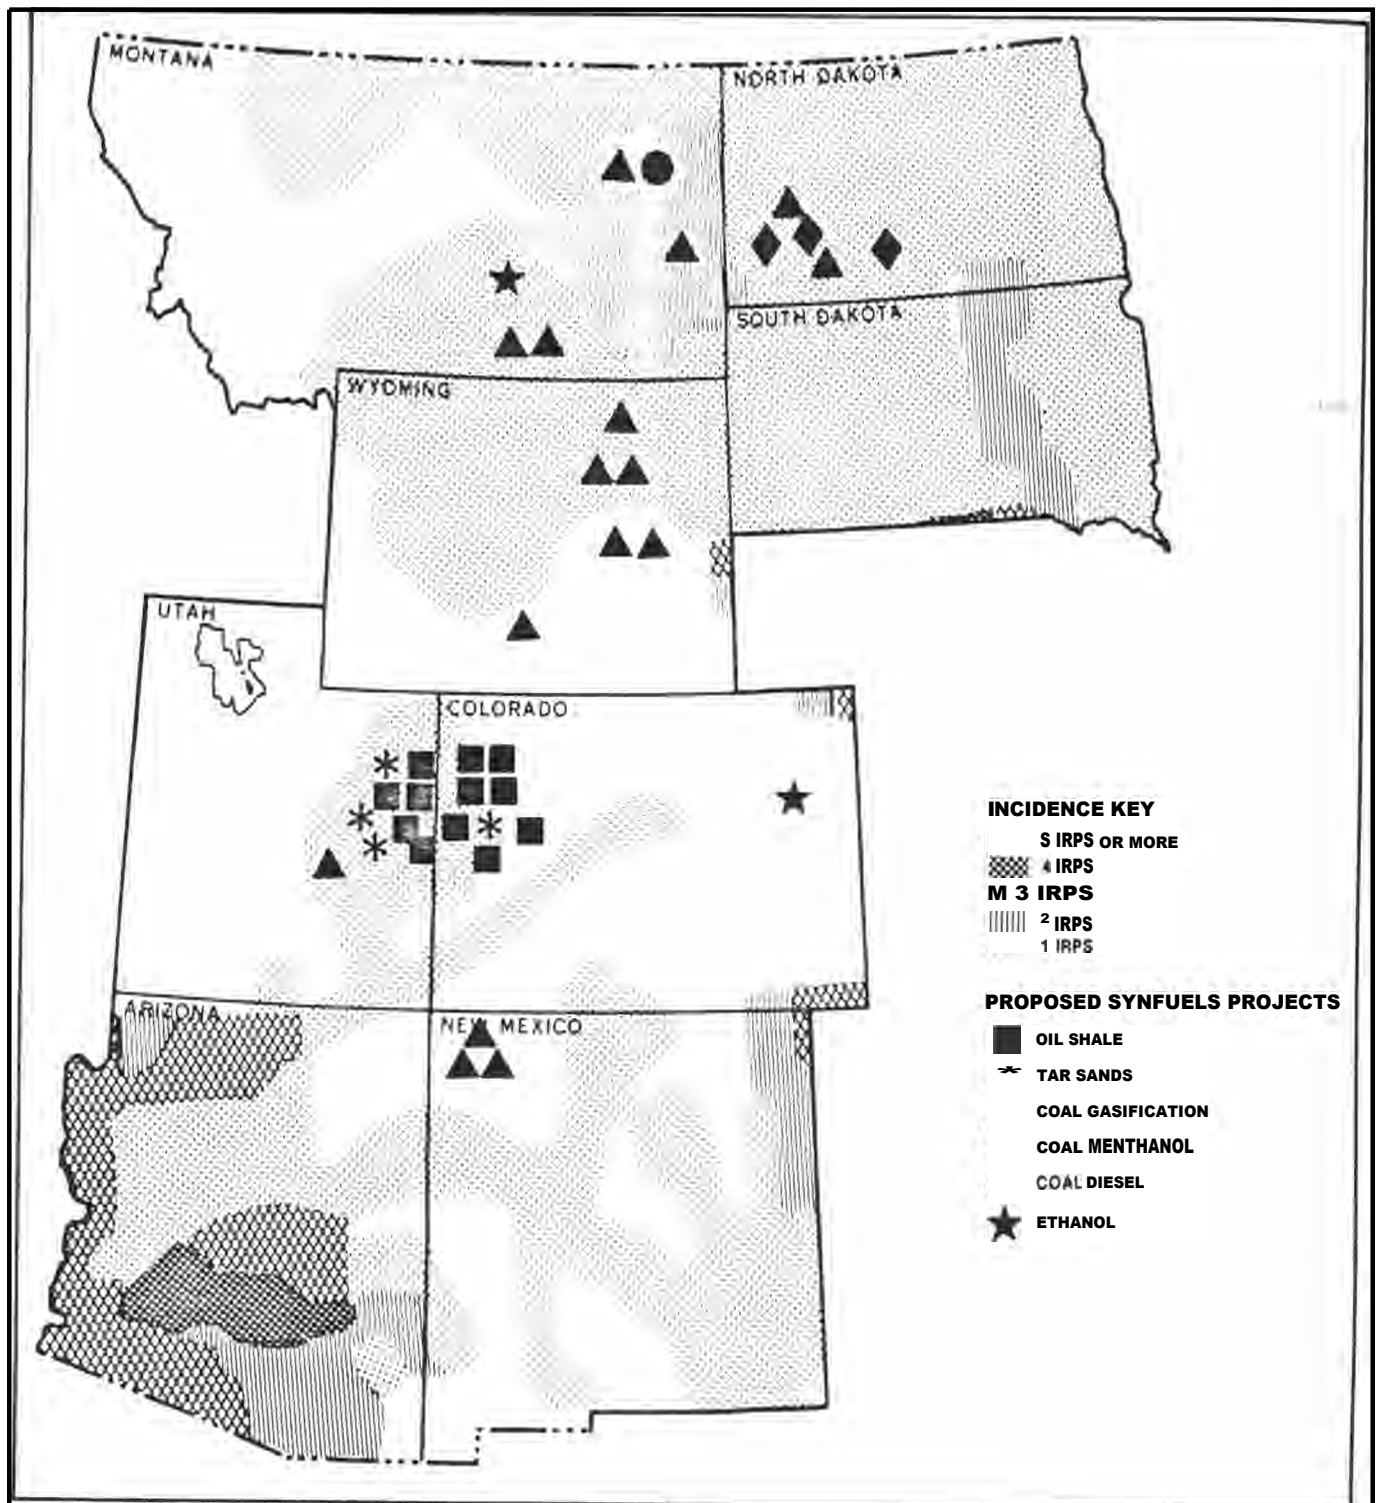 MONTANA
NORTH DAKOTA
SOUTH DAKOTA
WYOMING
UTAH
COLORADO
ARIZONA
NEW MEXICO
INCIDENCE KEY
S IRPS OR MORE
4 IRPS
M 3 IRPS
2 IRPS
1 IRPS
PROPOSED SYNFUELS PROJECTS
OIL SHALE
TAR SANDS
COAL GASIFICATION
COAL MENTHANOL
COAL DIESEL
ETHANOL